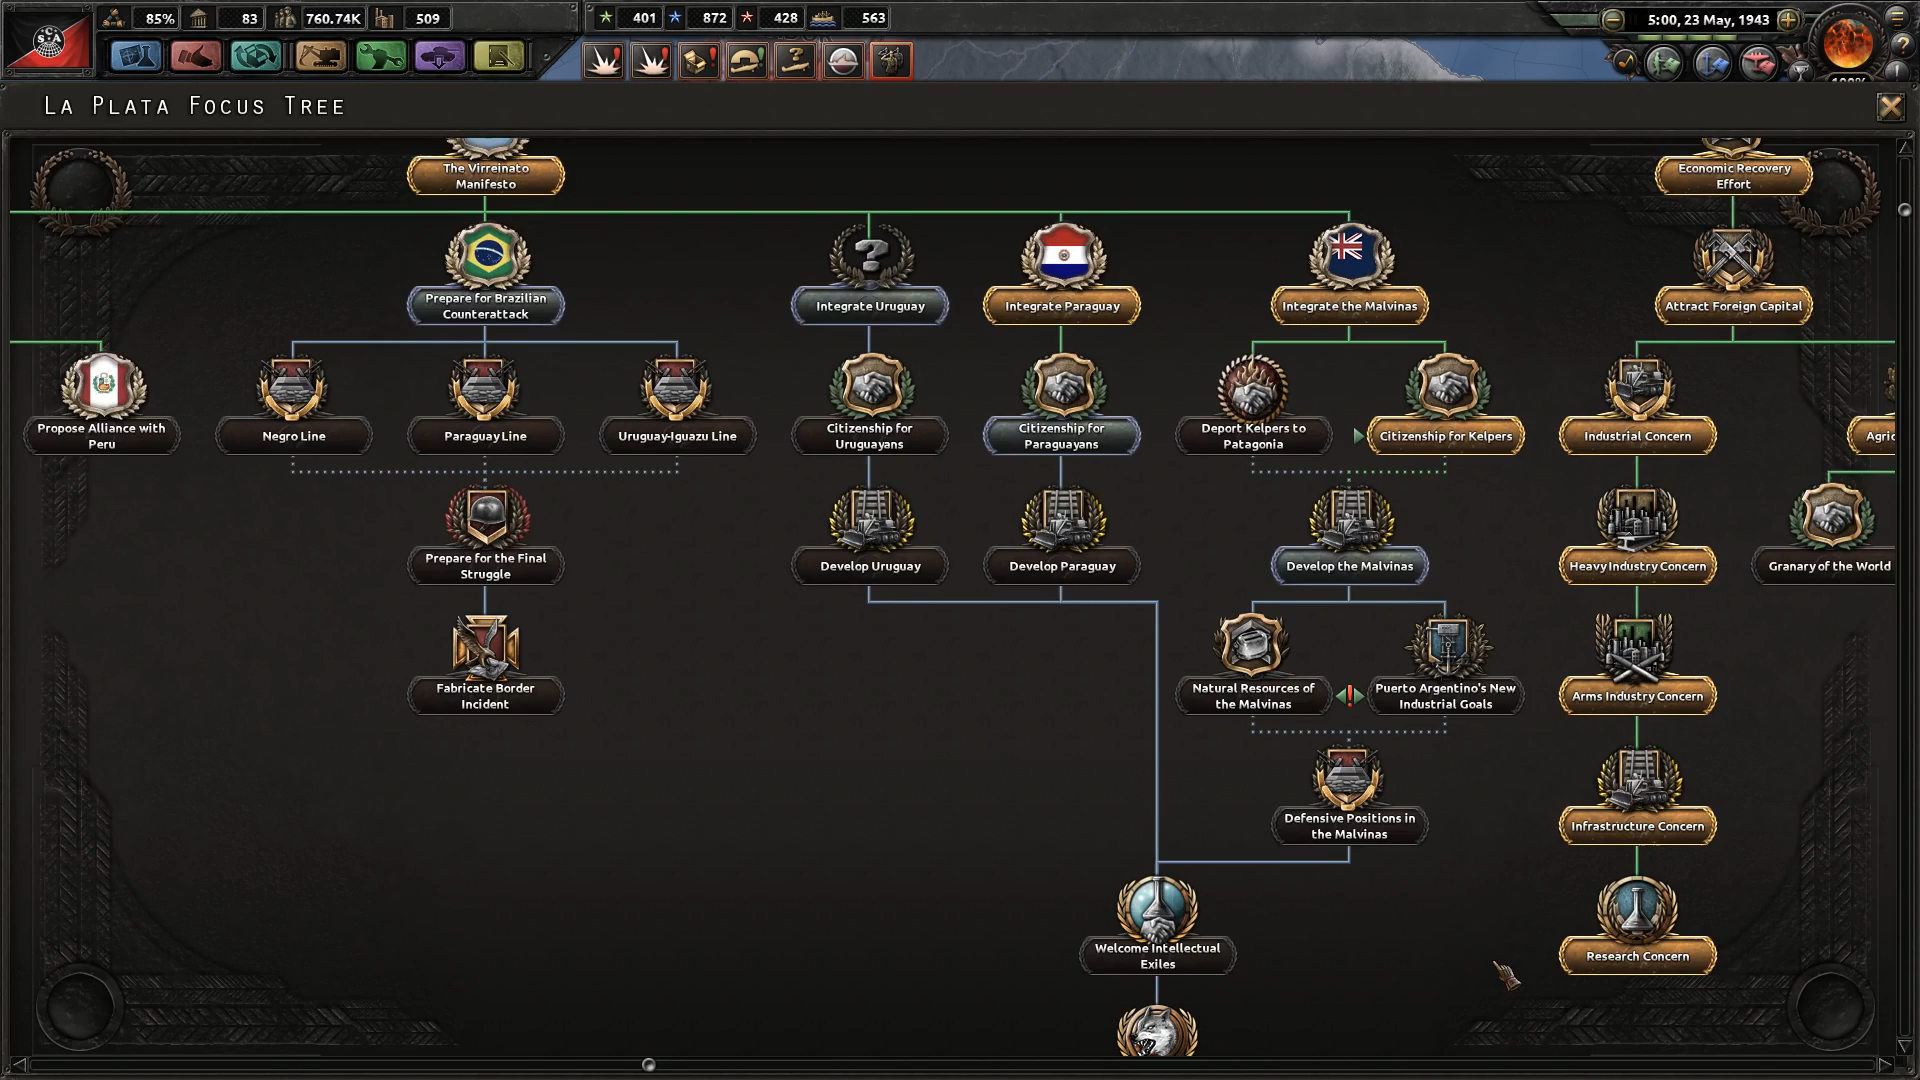 SCA
85%
83
760.74K
509
401
872
428
563
5:00, 23 May, 1943
La Plata Focus Tree
The Virreinato
Manifesto
Economic Recovery
Effort
Prepare for Brazilian
Counterattack
Integrate Uruguay
Integrate Paraguay
Integrate the Malvinas
Attract Foreign Capital
Propose Alliance with
Peru
Negro Line
Paraguay Line
Uruguay-Iguazu Line
Citizenship for
Uruguayans
Citizenship for
Paraguayans
Deport Kelpers to
Patagonia
Citizenship for Kelpers
Industrial Concern
Agric
Prepare for the Final
Struggle
Develop Uruguay
Develop Paraguay
Develop the Malvinas
Heavy Industry Concern
Granary of the World
Fabricate Border
Incident
Natural Resources of
the Malvinas
Puerto Argentino's New
Industrial Goals
Arms Industry Concern
Defensive Positions in
the Malvinas
Infrastructure Concern
Welcome Intellectual
Exiles
Research Concern